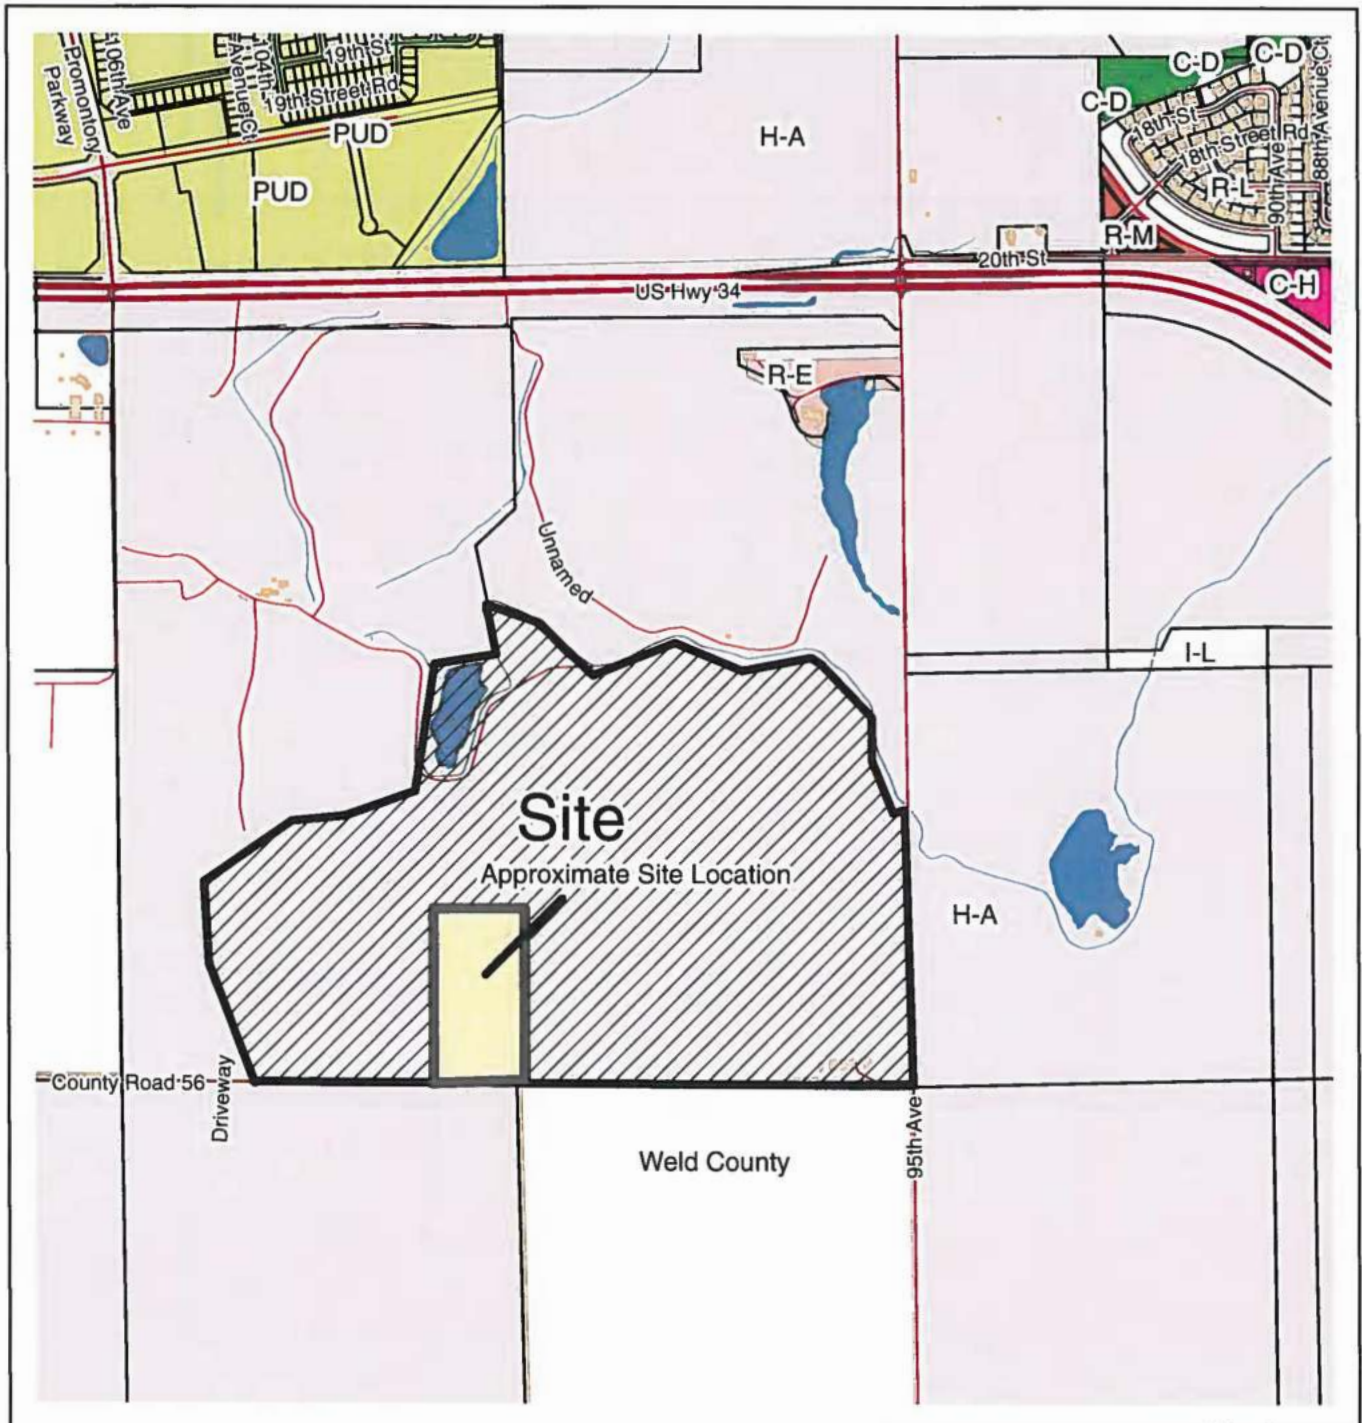 Promontory
Parkway
106th Ave
104th
Avenue Ct
19th St
19th Street Rd
PUD
PUD
H-A
C-D
C-D
C-D
18th St
18th Street Rd
R-L
90th Ave
88th Avenue Ct
R-M
20th St
US Hwy 34
C-H
R-E
Unnamed
I-L
Site
Approximate Site Location
H-A
County Road 56
Driveway
Weld County
95th Ave